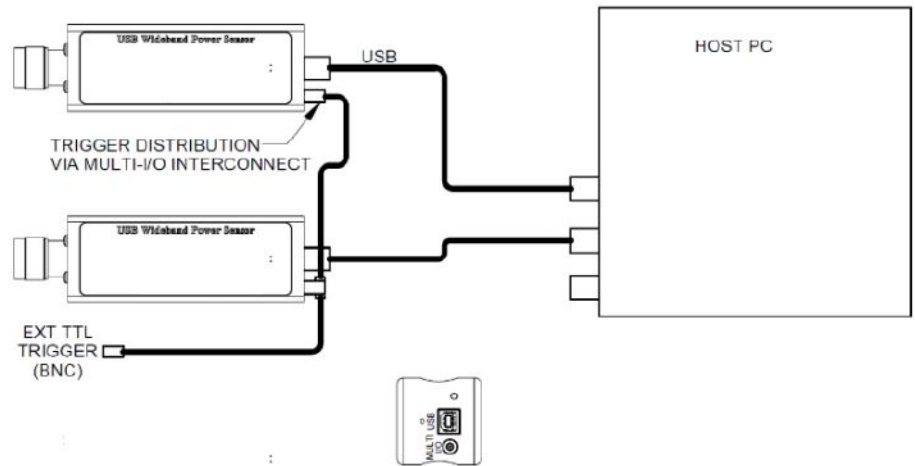 USB Wideband Power Sensor
USB
HOST PC
TRIGGER DISTRIBUTION
VIA MULTI-I/O INTERCONNECT
USB Wideband Power Sensor
EXT TTL
TRIGGER
(BNC)
MULTI USB
I/O